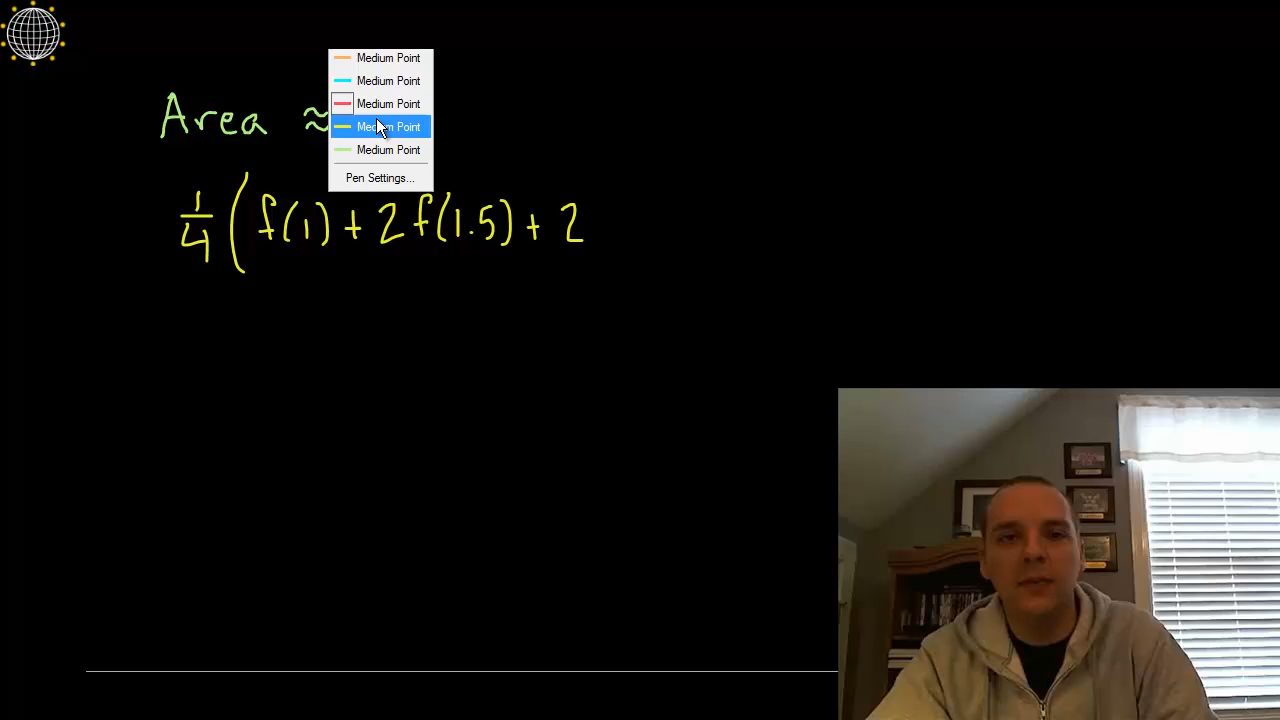 Medium Point
Medium Point
Medium Point
Medium Point
Medium Point
Pen Settings...
Area ≈
1/4 ( f(1) + 2 f(1.5) + 2